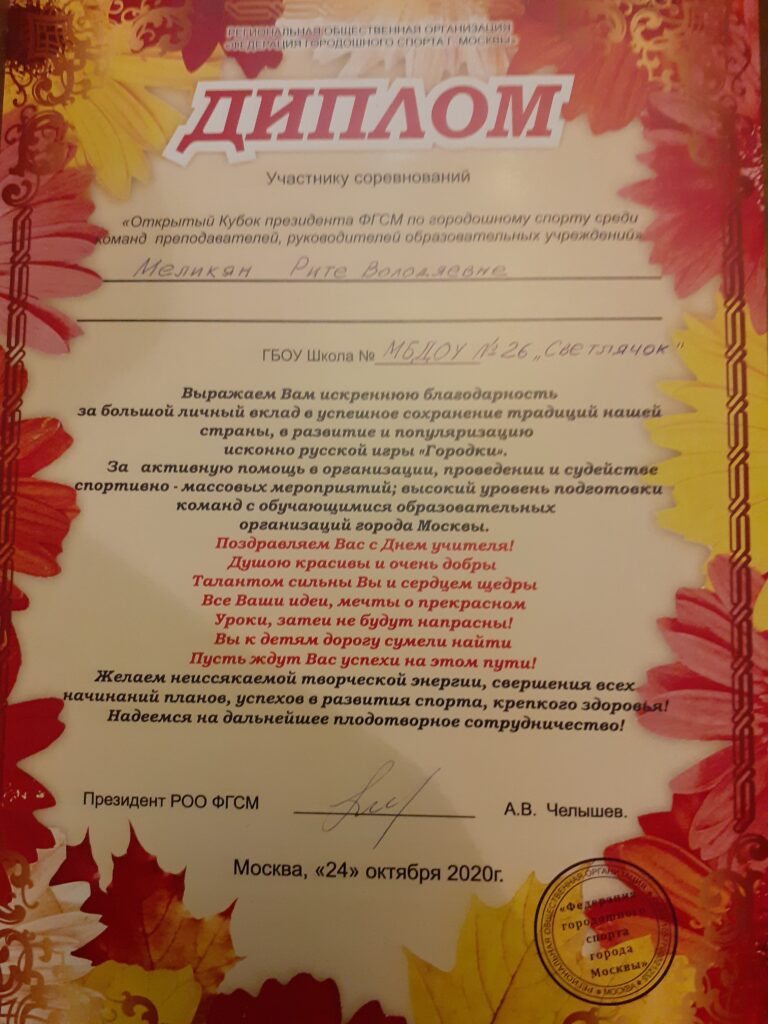 РЕГИОНАЛЬНАЯ ОБЩЕСТВЕННАЯ ОРГАНИЗАЦИЯ
«ФЕДЕРАЦИЯ ГОРОДОШНОГО СПОРТА Г. МОСКВЫ»
ДИПЛОМ
Участнику соревнований
«Открытый Кубок президента ФГСМ по городошному спорту среди
команд преподавателей, руководителей образовательных учреждений»
Меликян Рите Володяевне
ГБОУ Школа № МБДОУ №26 „Светлячок"
Выражаем Вам искреннюю благодарность
за большой личный вклад в успешное сохранение традиций нашей
страны, в развитие и популяризацию
исконно русской игры «Городки».
За активную помощь в организации, проведении и судействе
спортивно - массовых мероприятий; высокий уровень подготовки
команд с обучающимися образовательных
организаций города Москвы.
Поздравляем Вас с Днем учителя!
Душою красивы и очень добры
Талантом сильны Вы и сердцем щедры
Все Ваши идеи, мечты о прекрасном
Уроки, затеи не будут напрасны!
Вы к детям дорогу сумели найти
Пусть ждут Вас успехи на этом пути!
Желаем неиссякаемой творческой энергии, свершения всех
начинаний планов, успехов в развития спорта, крепкого здоровья!
Надеемся на дальнейшее плодотворное сотрудничество!
Президент РОО ФГСМ А.В. Челышев.
Москва, «24» октября 2020г.
РЕГИОНАЛЬНАЯ ОБЩЕСТВЕННАЯ ОРГАНИЗАЦИЯ
МОСКВА
«Федерация
городошного
спорта
города
Москвы»